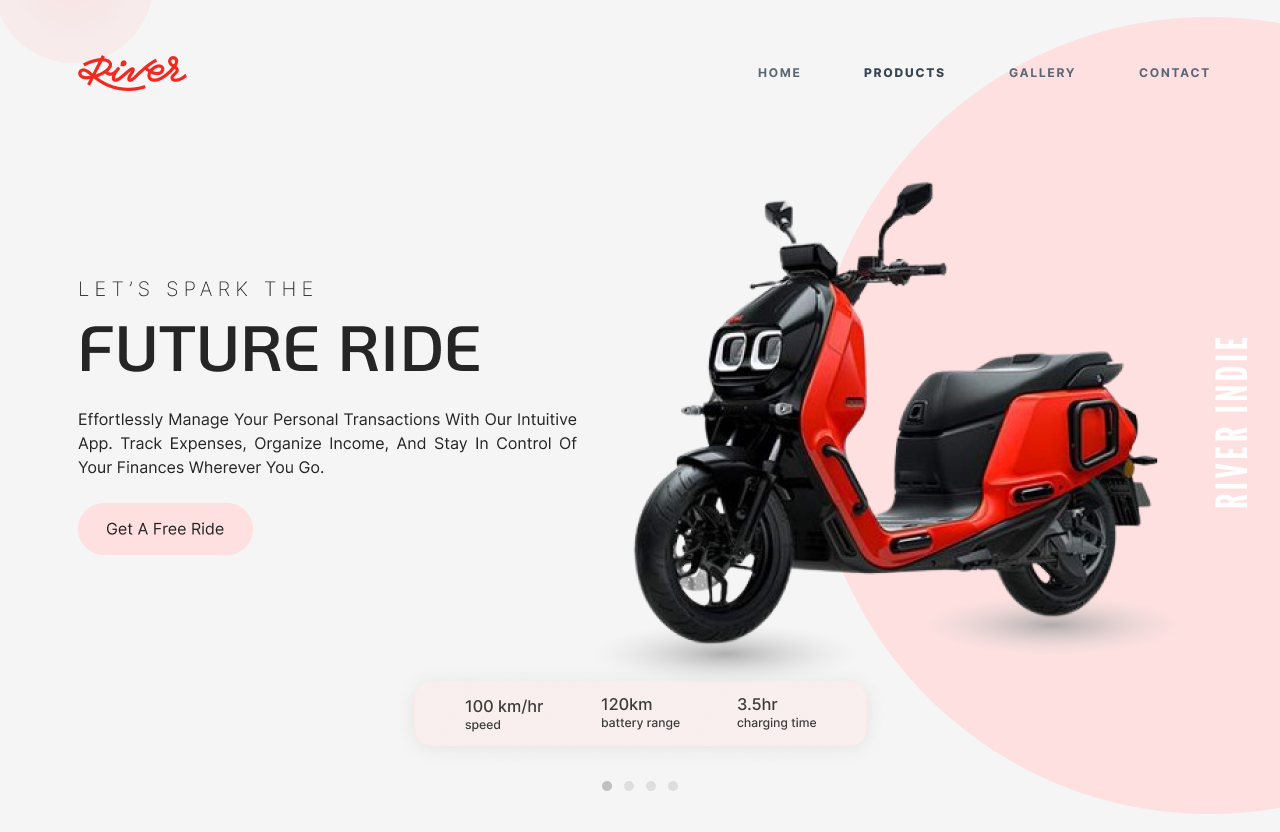 River
HOME PRODUCTS GALLERY CONTACT
LET’S SPARK THE
FUTURE RIDE
Effortlessly Manage Your Personal Transactions With Our Intuitive
App. Track Expenses, Organize Income, And Stay In Control Of
Your Finances Wherever You Go.
Get A Free Ride
RIVER INDIE
100 km/hr
speed
120km
battery range
3.5hr
charging time